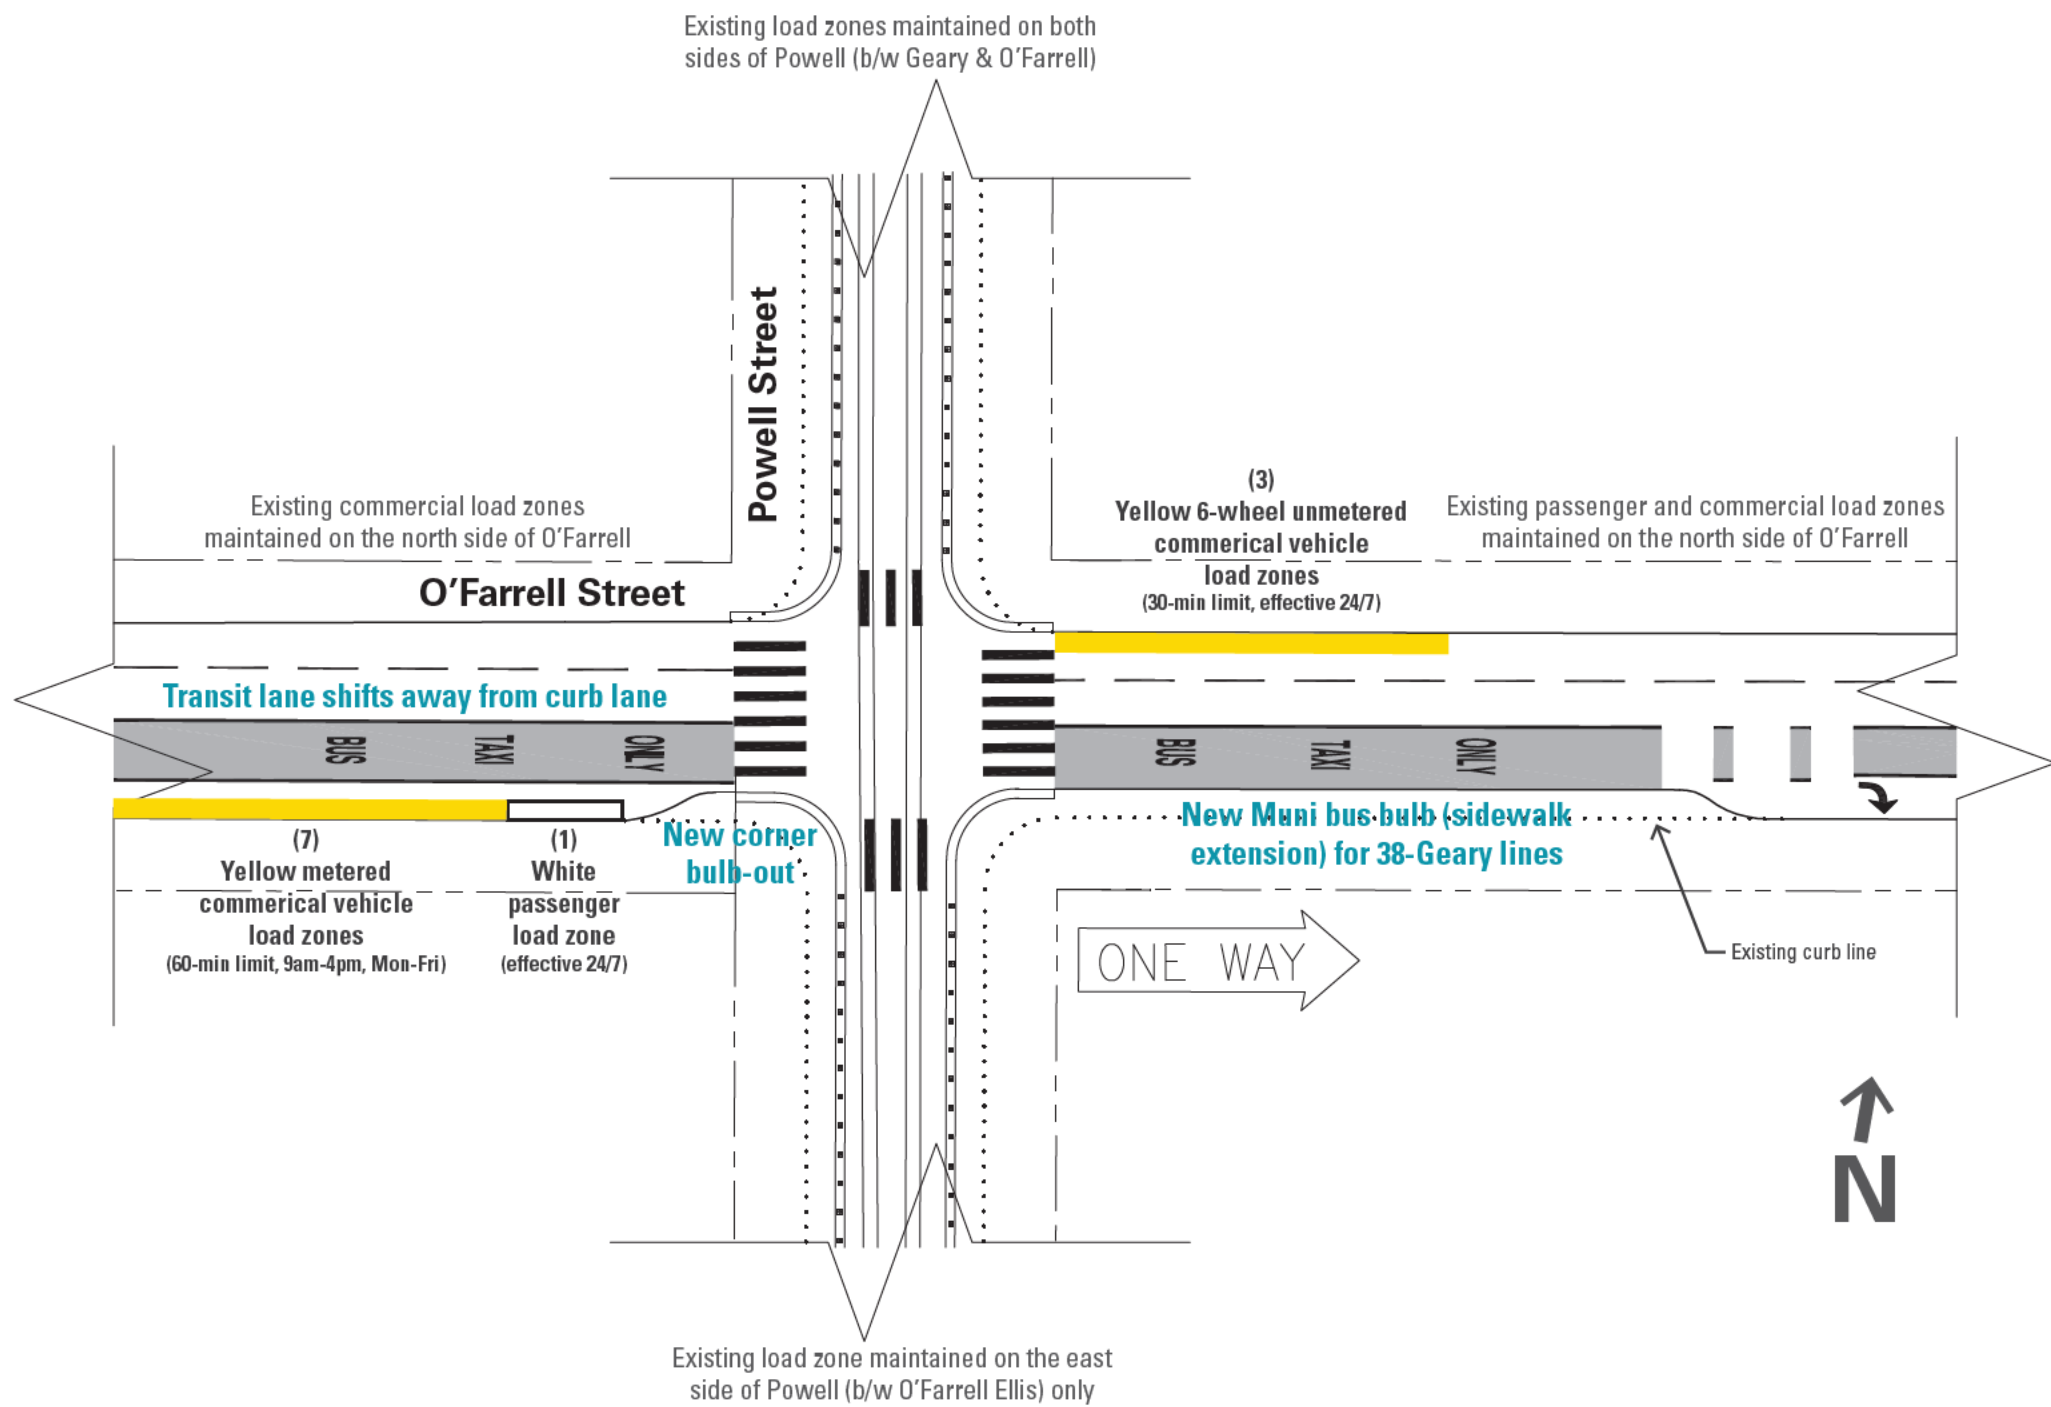 Existing load zones maintained on both
sides of Powell (b/w Geary & O'Farrell)
Powell Street
Existing commercial load zones
maintained on the north side of O'Farrell
O'Farrell Street
(3)
Yellow 6-wheel unmetered
commerical vehicle
load zones
(30-min limit, effective 24/7)
Existing passenger and commercial load zones
maintained on the north side of O'Farrell
Transit lane shifts away from curb lane
BUS TAXI ONLY
BUS TAXI ONLY
(7)
Yellow metered
commerical vehicle
load zones
(60-min limit, 9am-4pm, Mon-Fri)
(1)
White
passenger
load zone
(effective 24/7)
New corner
bulb-out
New Muni bus bulb (sidewalk
extension) for 38-Geary lines
ONE WAY
Existing curb line
N
Existing load zone maintained on the east
side of Powell (b/w O'Farrell Ellis) only